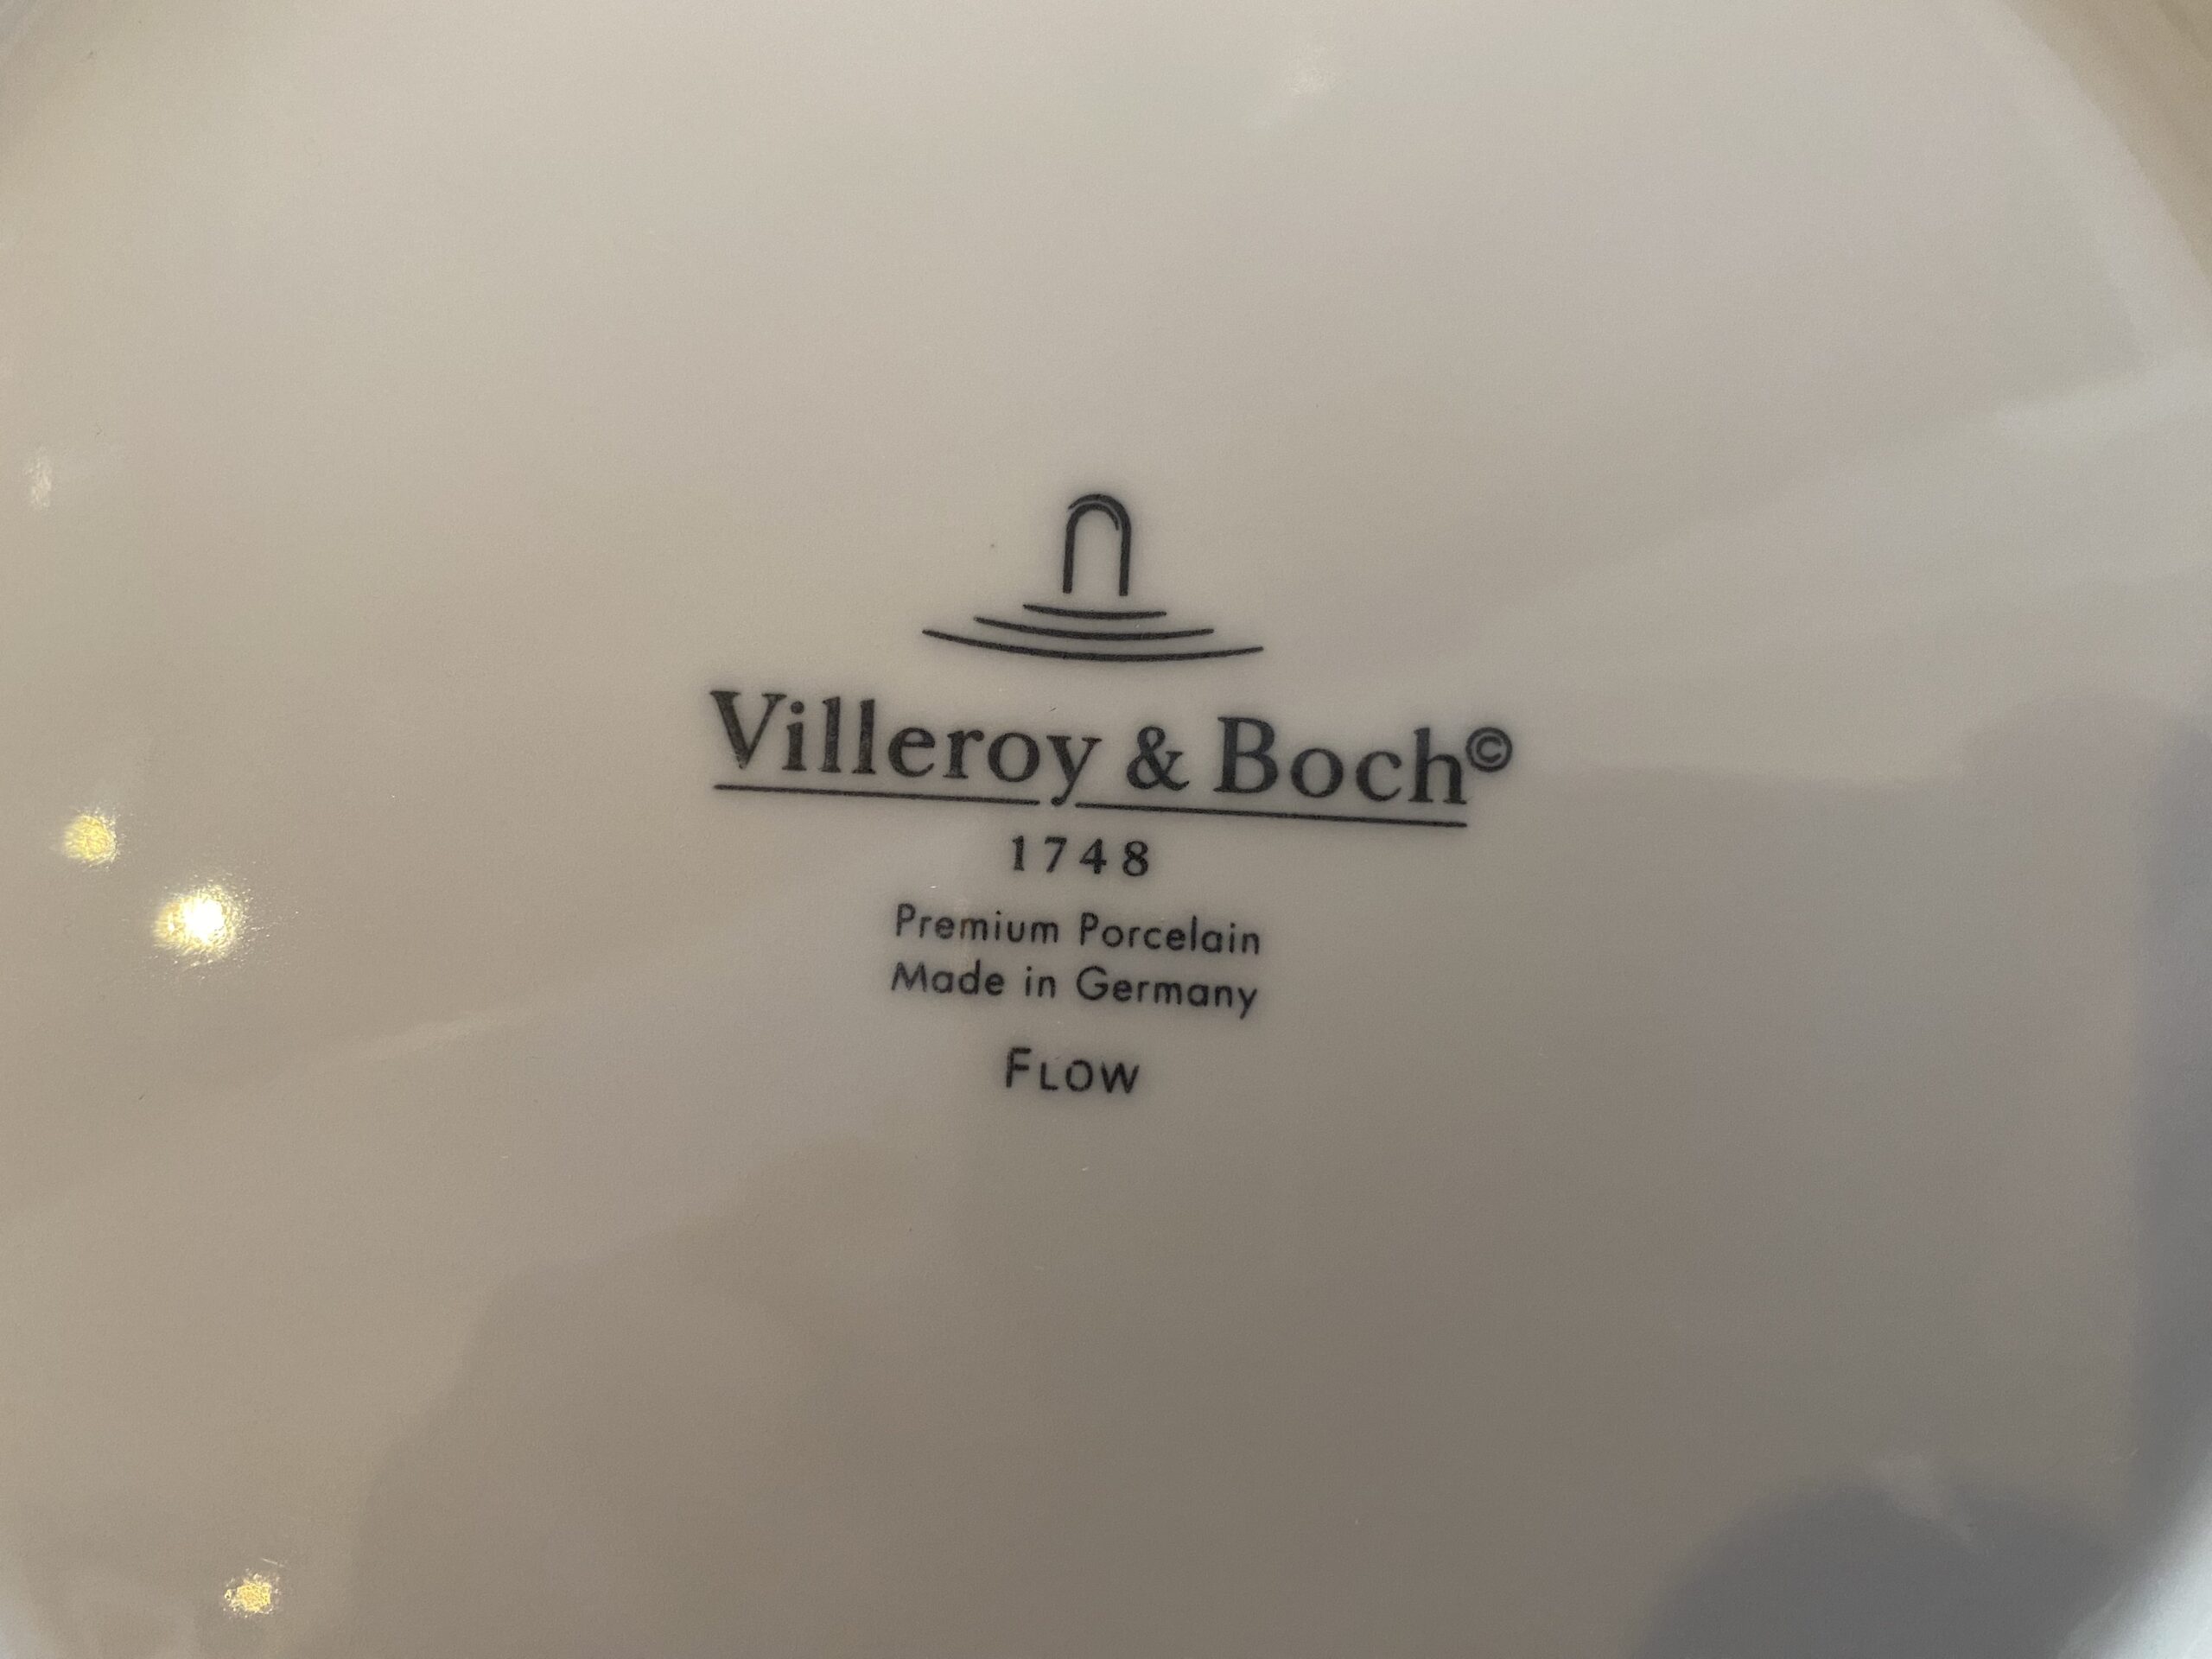 Villeroy & Boch©
1748
Premium Porcelain
Made in Germany
FLOW